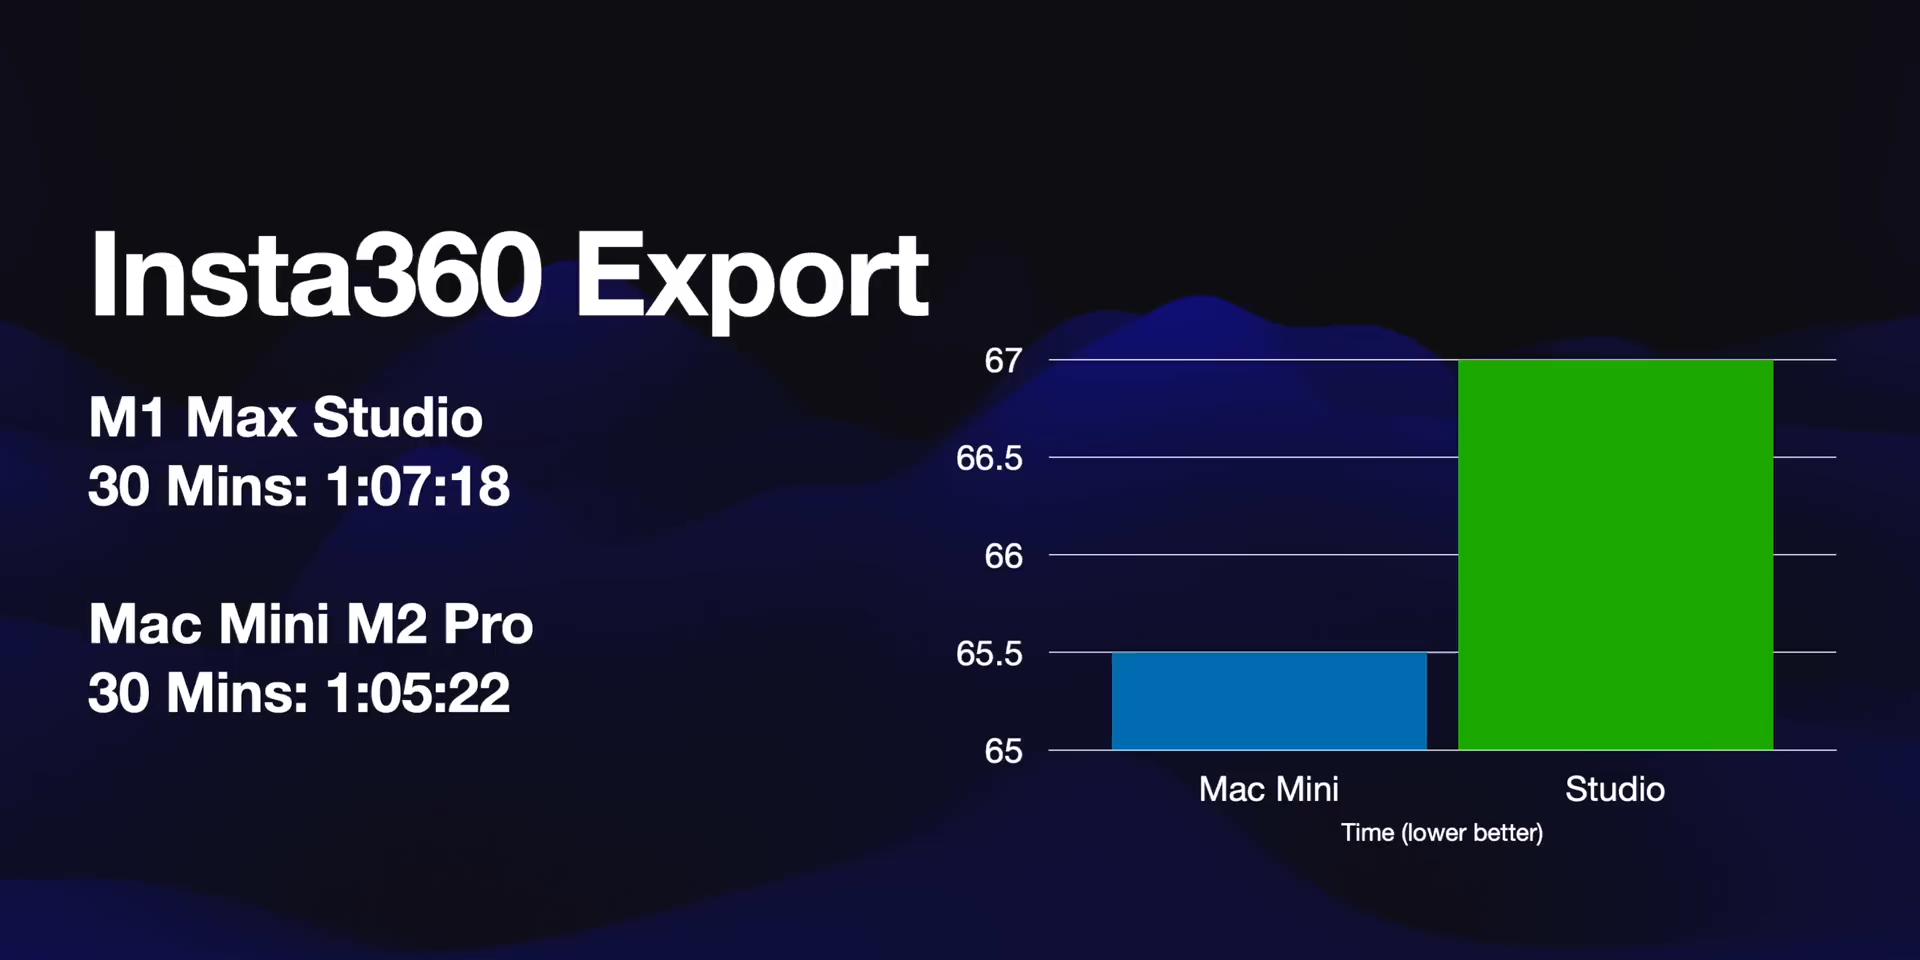 Insta360 Export
M1 Max Studio
30 Mins: 1:07:18
Mac Mini M2 Pro
30 Mins: 1:05:22
67
66.5
66
65.5
65
Mac Mini
Studio
Time (lower better)